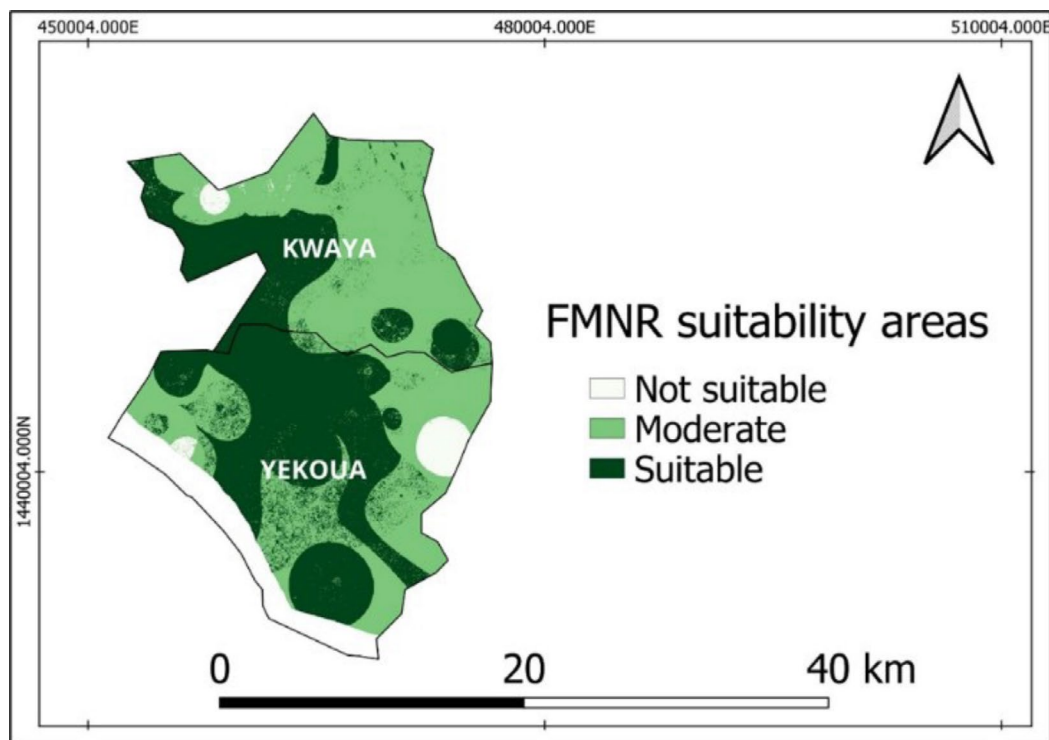 450004.000E 480004.000E 510004.000E
KWAYA
FMNR suitability areas
Not suitable
Moderate
Suitable
YEKOUA
1440004.000N
0 20 40 km